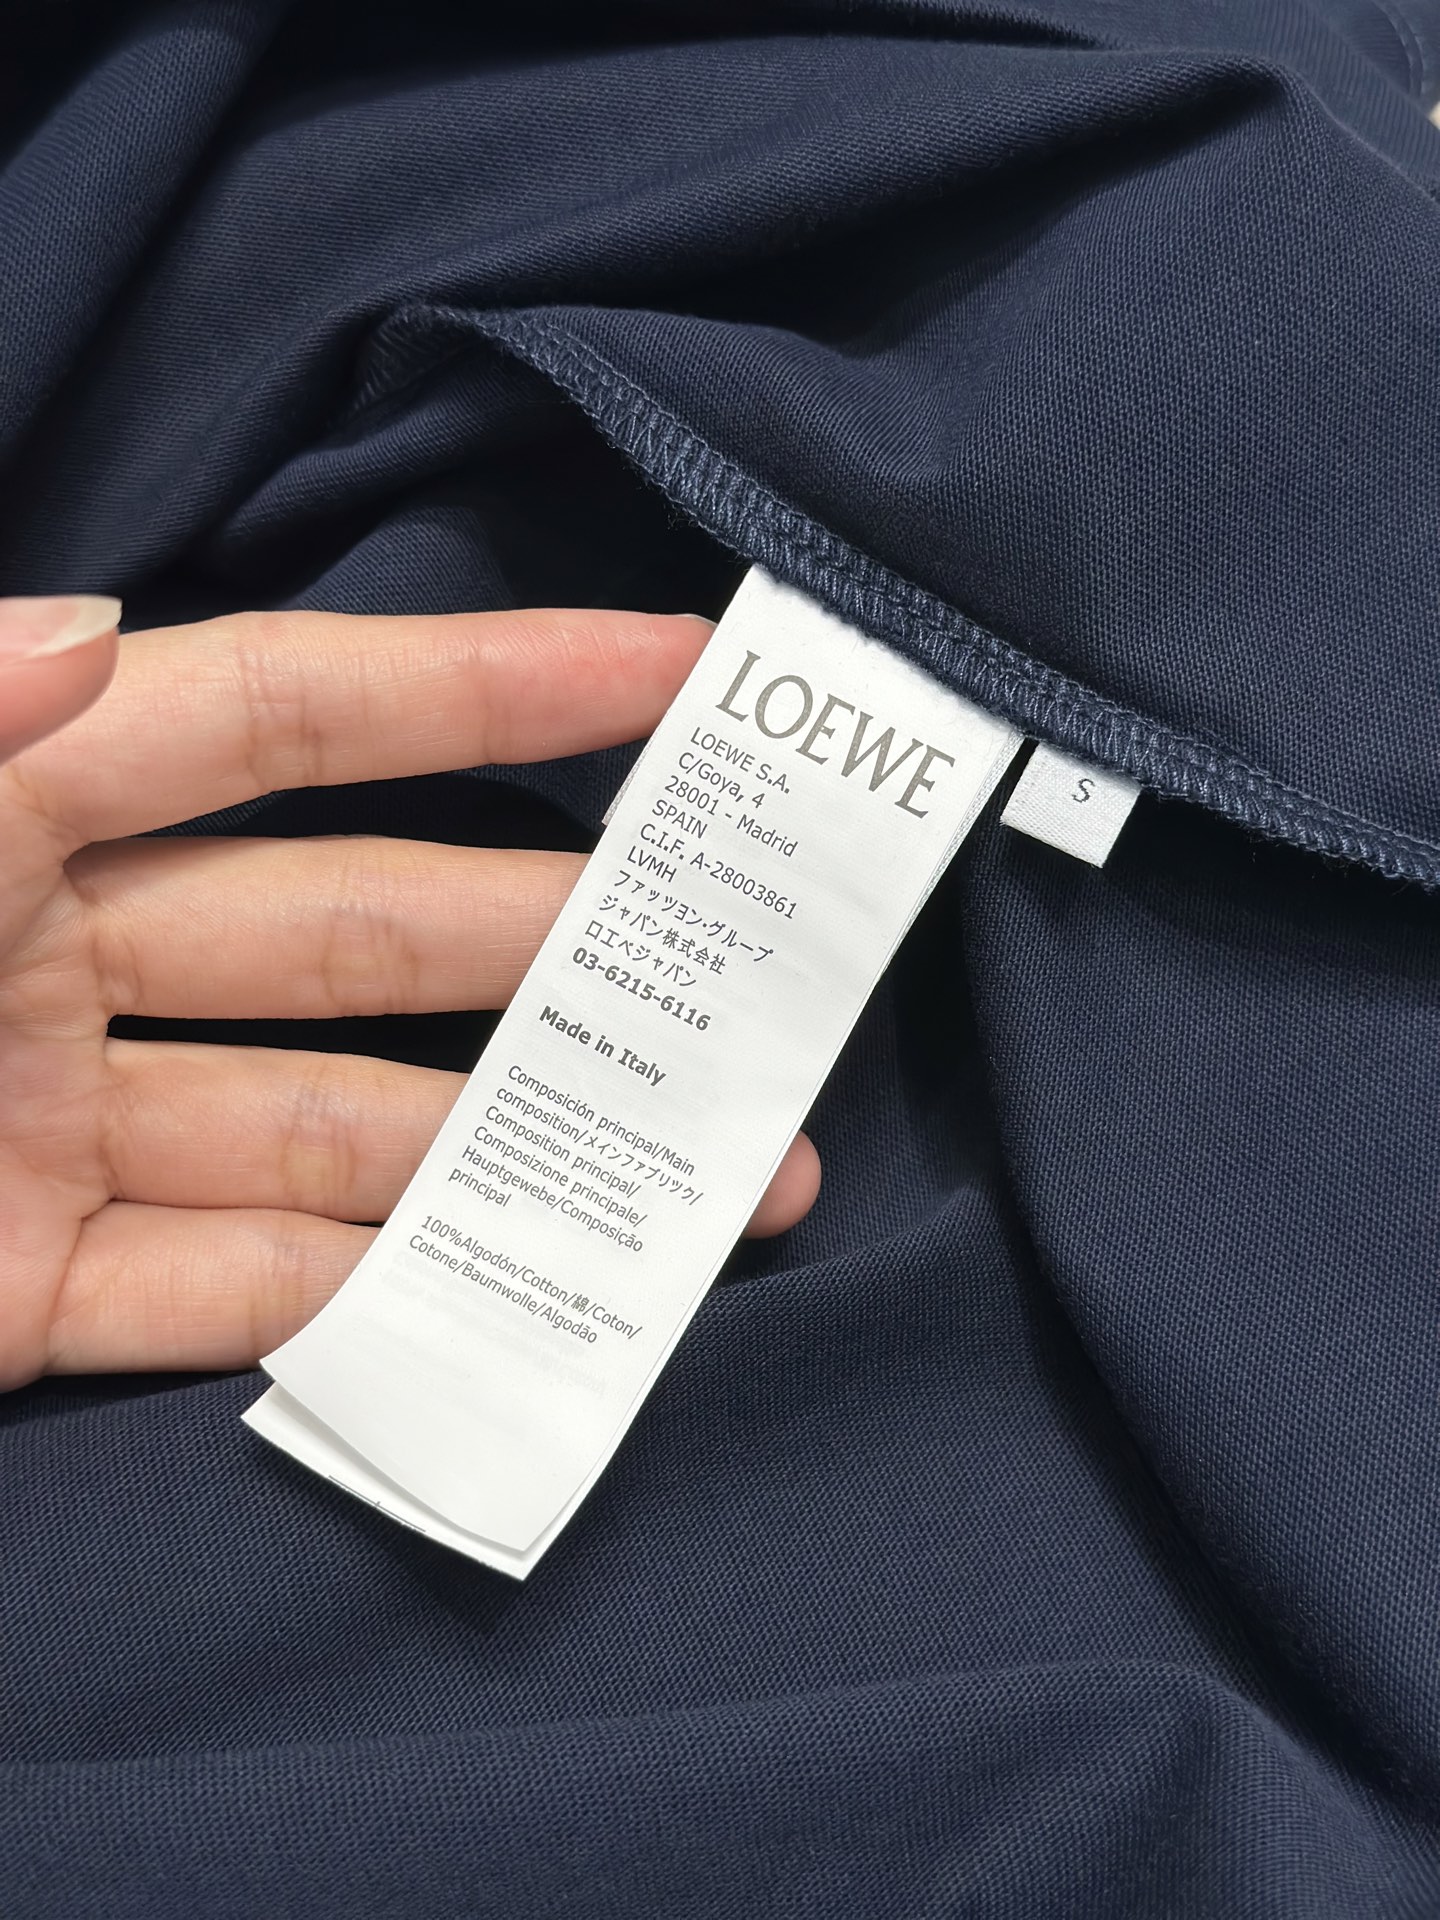 LOEWE
LOEWE S.A.
C/Goya, 4
28001 - Madrid
SPAIN
C.I.F. A-28003861
LVMH
ファッツヨン·グループ
ジャパン株式会社
ロエベジャパン
03-6215-6116
Made in Italy
Composición principal/Main
composition/メインファブリツク/
Composition principal/
Composizione principale/
Hauptgewebe/Composição
principal
100%Algodón/Cotton/綿/Coton/
Cotone/Baumwolle/Algodão
S